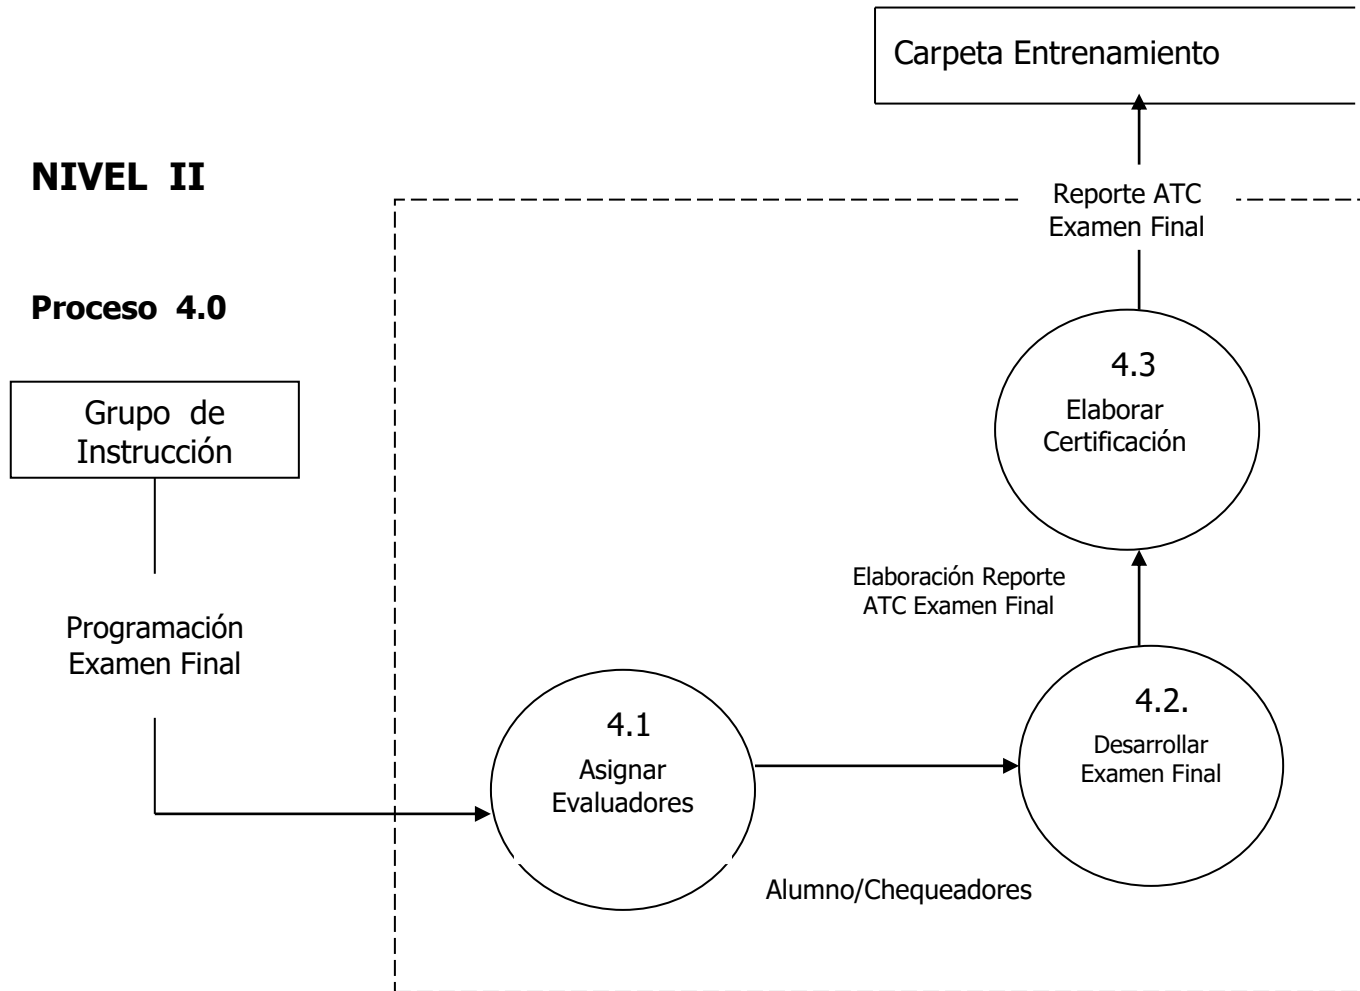 Carpeta Entrenamiento
NIVEL II
Reporte ATC
Examen Final
Proceso 4.0
4.3
Elaborar
Certificación
Grupo de
Instrucción
Elaboración Reporte
ATC Examen Final
Programación
Examen Final
4.1
Asignar
Evaluadores
4.2.
Desarrollar
Examen Final
Alumno/Chequeadores